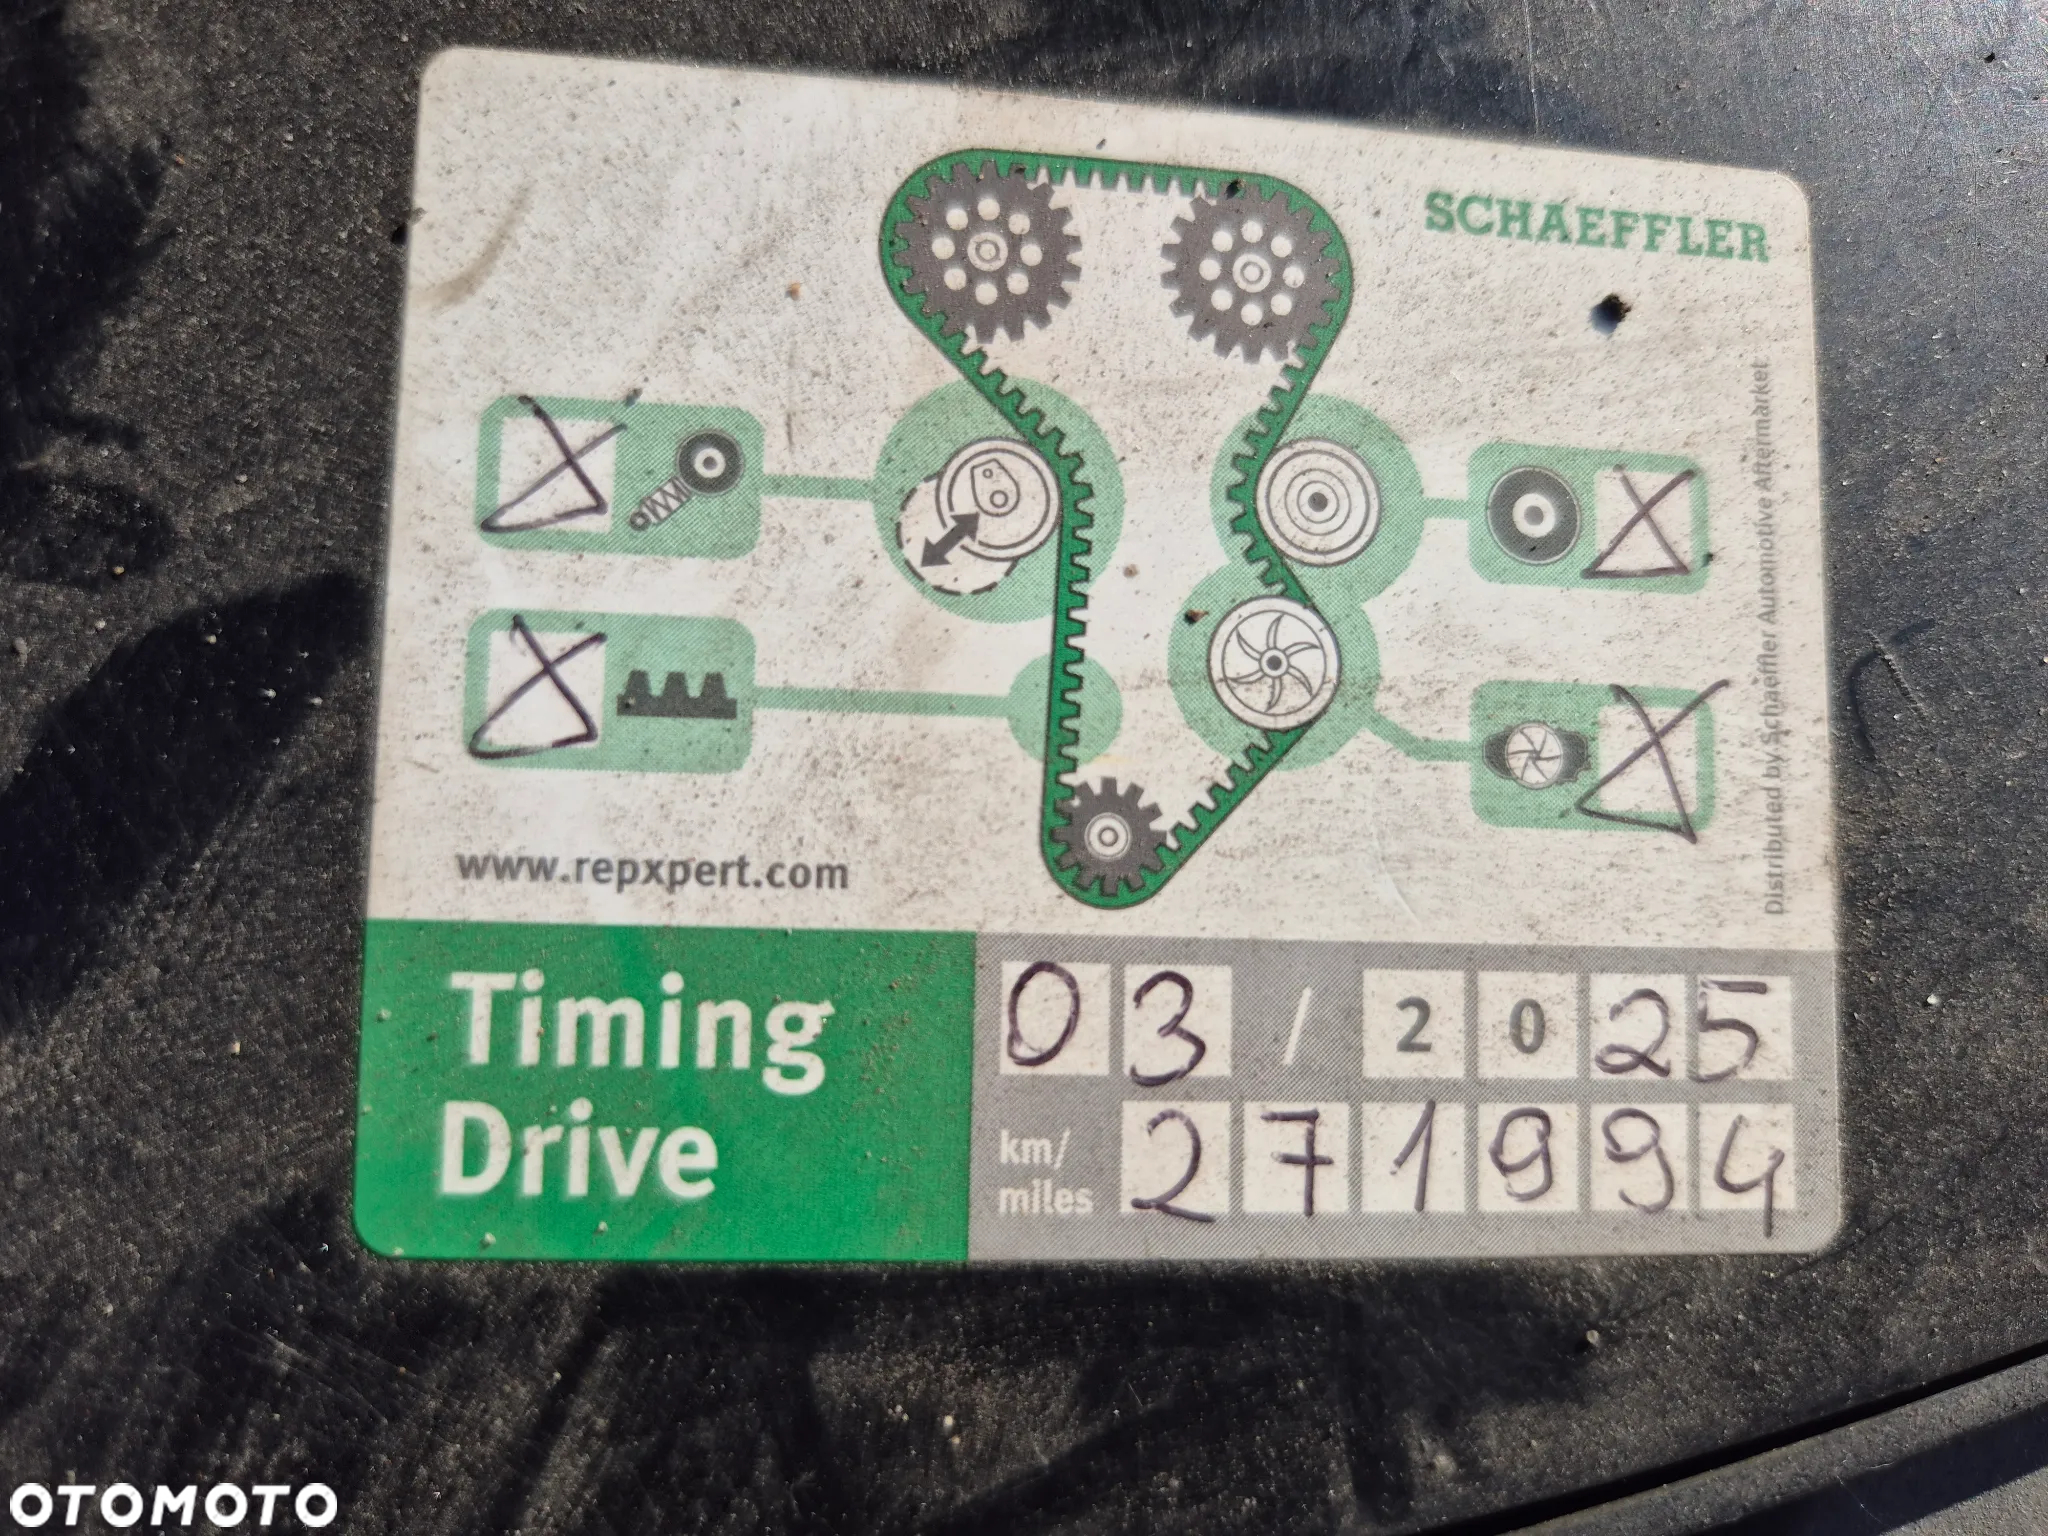 SCHAEFFLER
Distributed by Schaeffler Automotive Aftermarket
www.repxpert.com
Timing
Drive
03 / 2025
km/
miles
271994
OTOMOTO